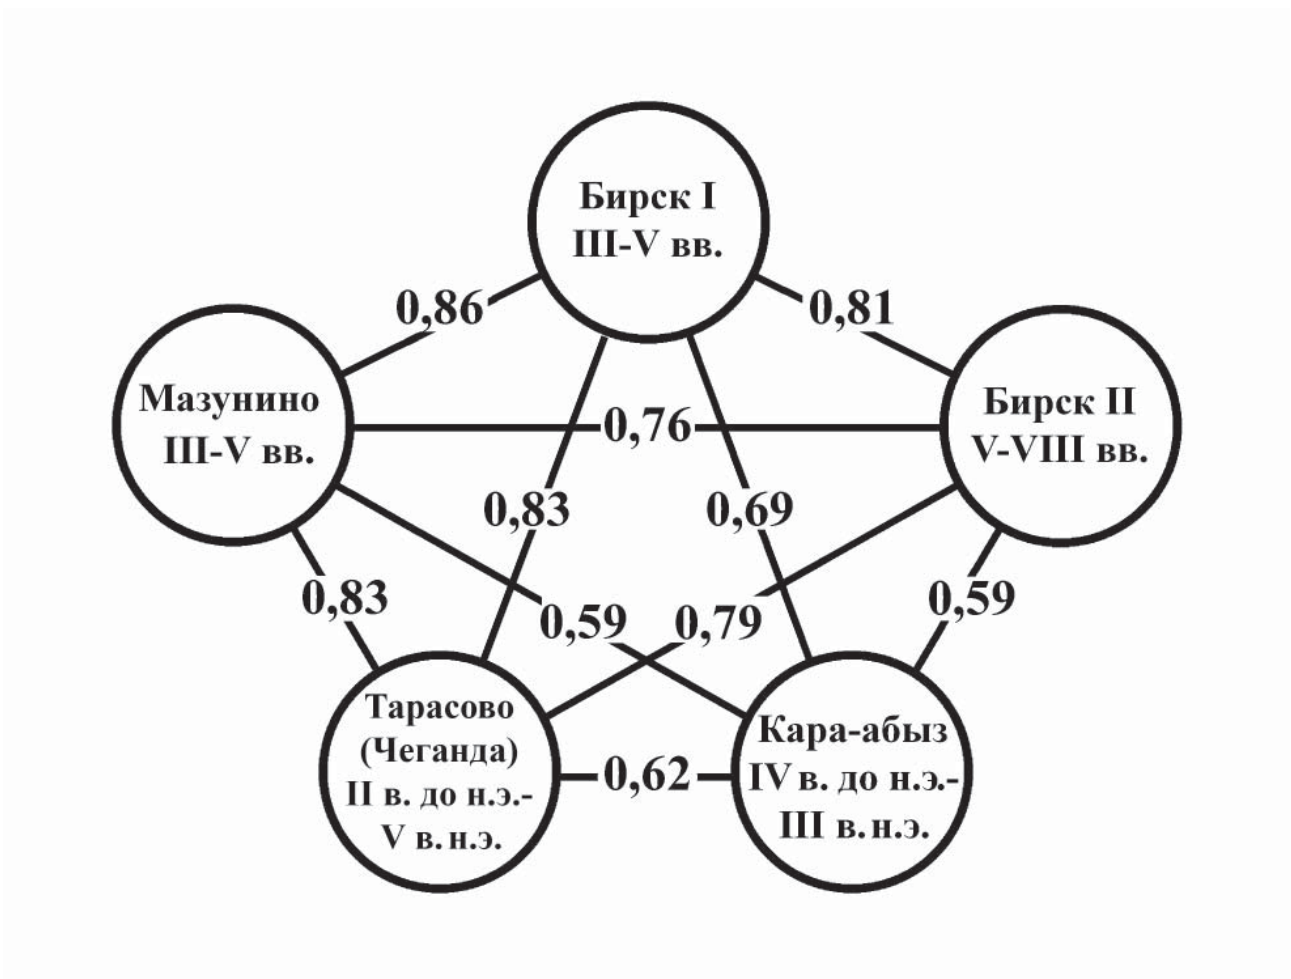 Бирск I
III-V вв.
0,86
0,81
Мазунино
III-V вв.
0,76
Бирск II
V-VIII вв.
0,83
0,69
0,83
0,59
0,79
0,59
Тарасово
(Чеганда)
II в. до н.э.-
V в. н.э.
0,62
Кара-абыз
IV в. до н.э.-
III в. н.э.